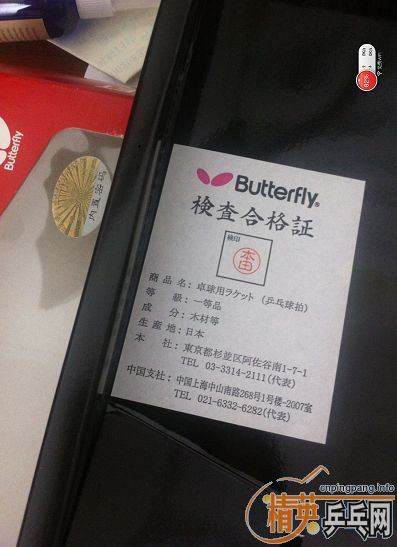 Butterfly
内置密码
Butterfly
検査合格証
検印
本田
商品名: 卓球用ラケット (乒乓球拍)
等 級: 一等品
成 分: 木材等
生産地: 日本
本 社: 東京都杉並区阿佐谷南1-7-1
TEL 03-3314-2111(代表)
中国支社: 中国上海中山南路268号1号楼-2007室
TEL 021-6332-6282(代表)
82%
cnpingpang.info
精英乒乓网